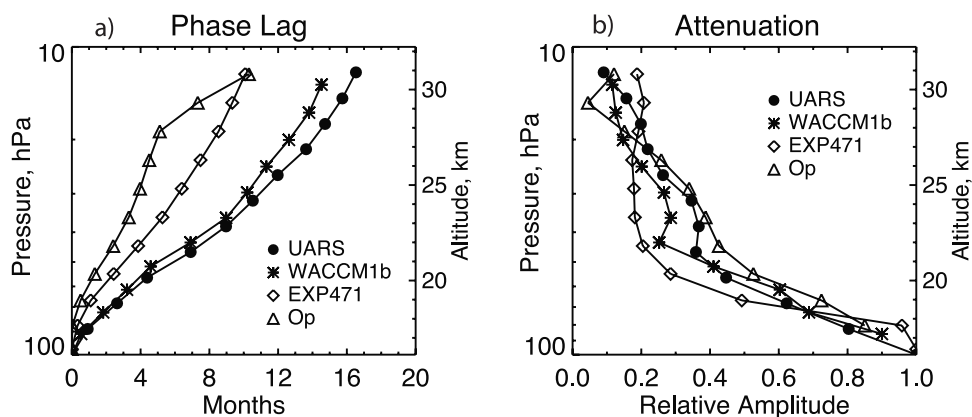 a) Phase Lag
10
100
Pressure, hPa
30
25
20
Altitude, km
UARS
WACCM1b
EXP471
Op
0 4 8 12 16 20
Months
b) Attenuation
10
100
Pressure, hPa
30
25
20
Altitude, km
UARS
WACCM1b
EXP471
Op
0.0 0.2 0.4 0.6 0.8 1.0
Relative Amplitude